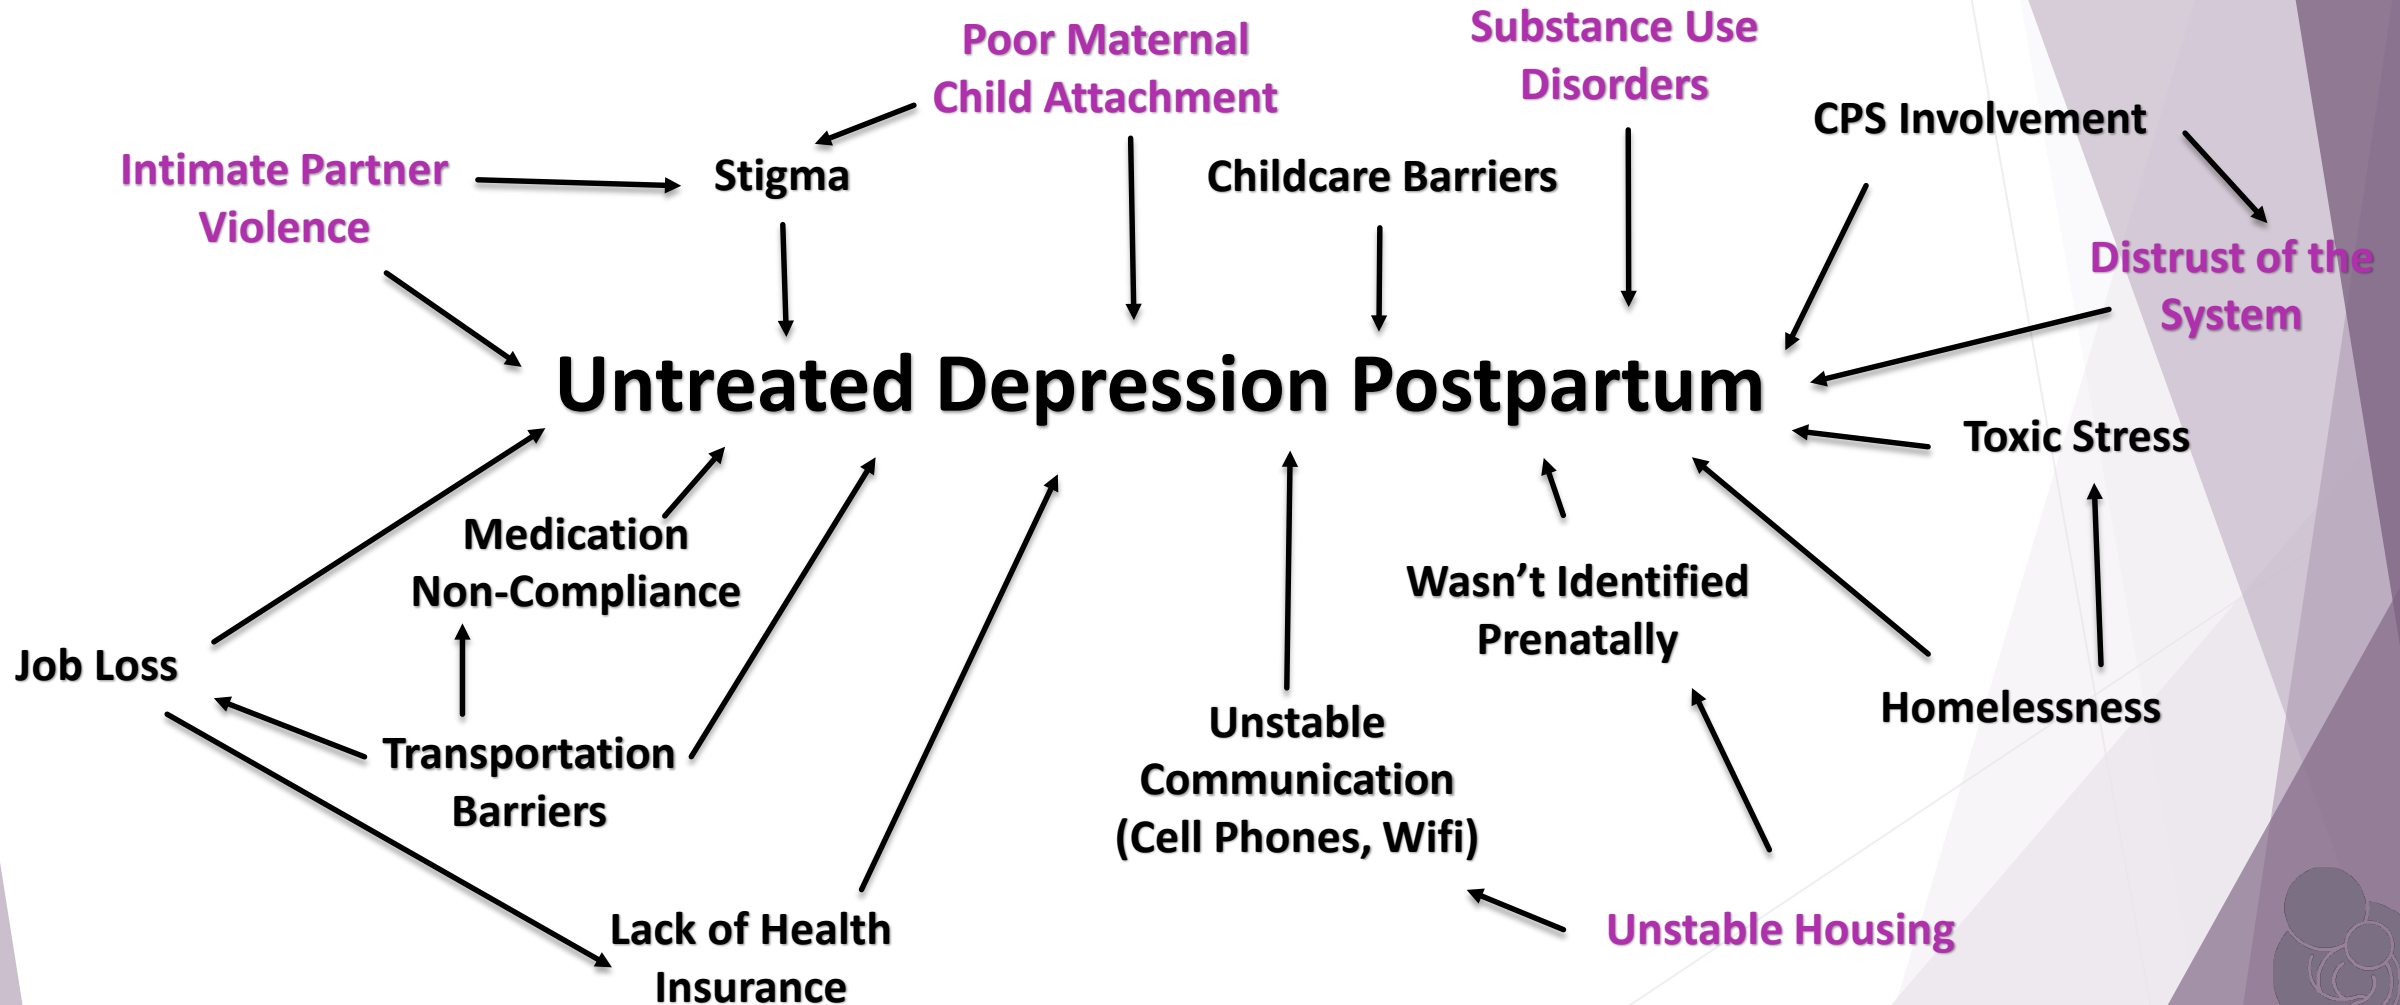 Poor Maternal
Child Attachment
Substance Use
Disorders
CPS Involvement
Intimate Partner
Violence
Stigma
Childcare Barriers
Distrust of the
System
Untreated Depression Postpartum
Toxic Stress
Medication
Non-Compliance
Wasn’t Identified
Prenatally
Job Loss
Transportation
Barriers
Unstable
Communication
(Cell Phones, Wifi)
Homelessness
Lack of Health
Insurance
Unstable Housing